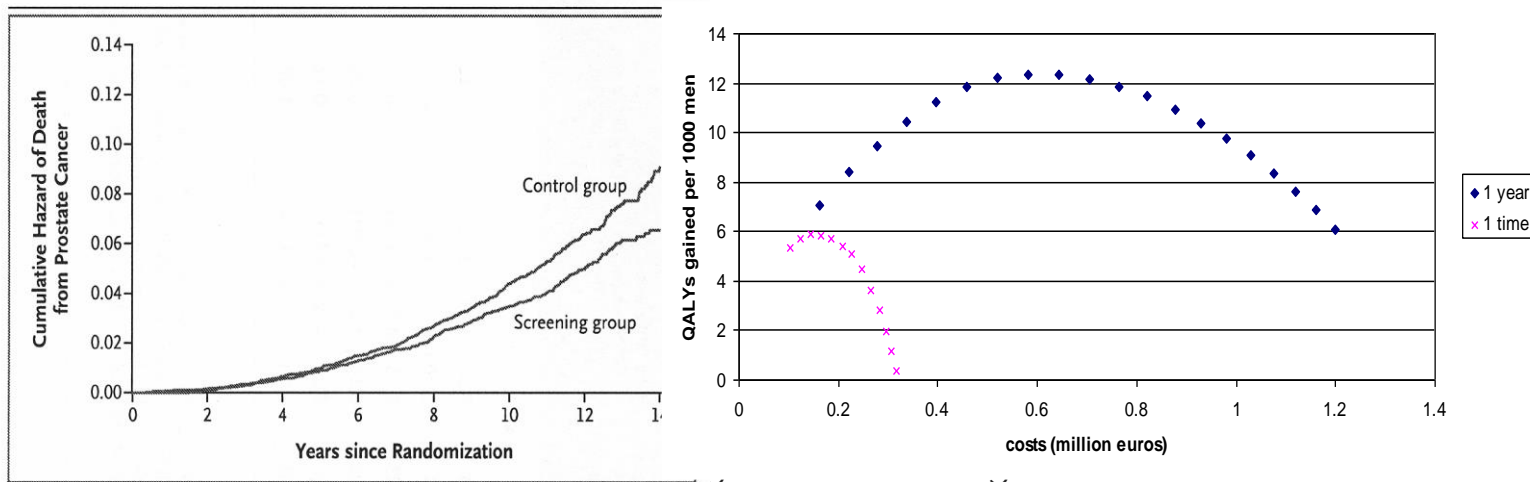 Cumulative Hazard of Death
from Prostate Cancer
0.14
0.12
0.10
0.08
0.06
0.04
0.02
0.00
Control group
Screening group
0 2 4 6 8 10 12
Years since Randomization
QALYs gained per 1000 men
14
12
10
8
6
4
2
0
0 0.2 0.4 0.6 0.8 1 1.2 1.4
costs (million euros)
1 year
1 time